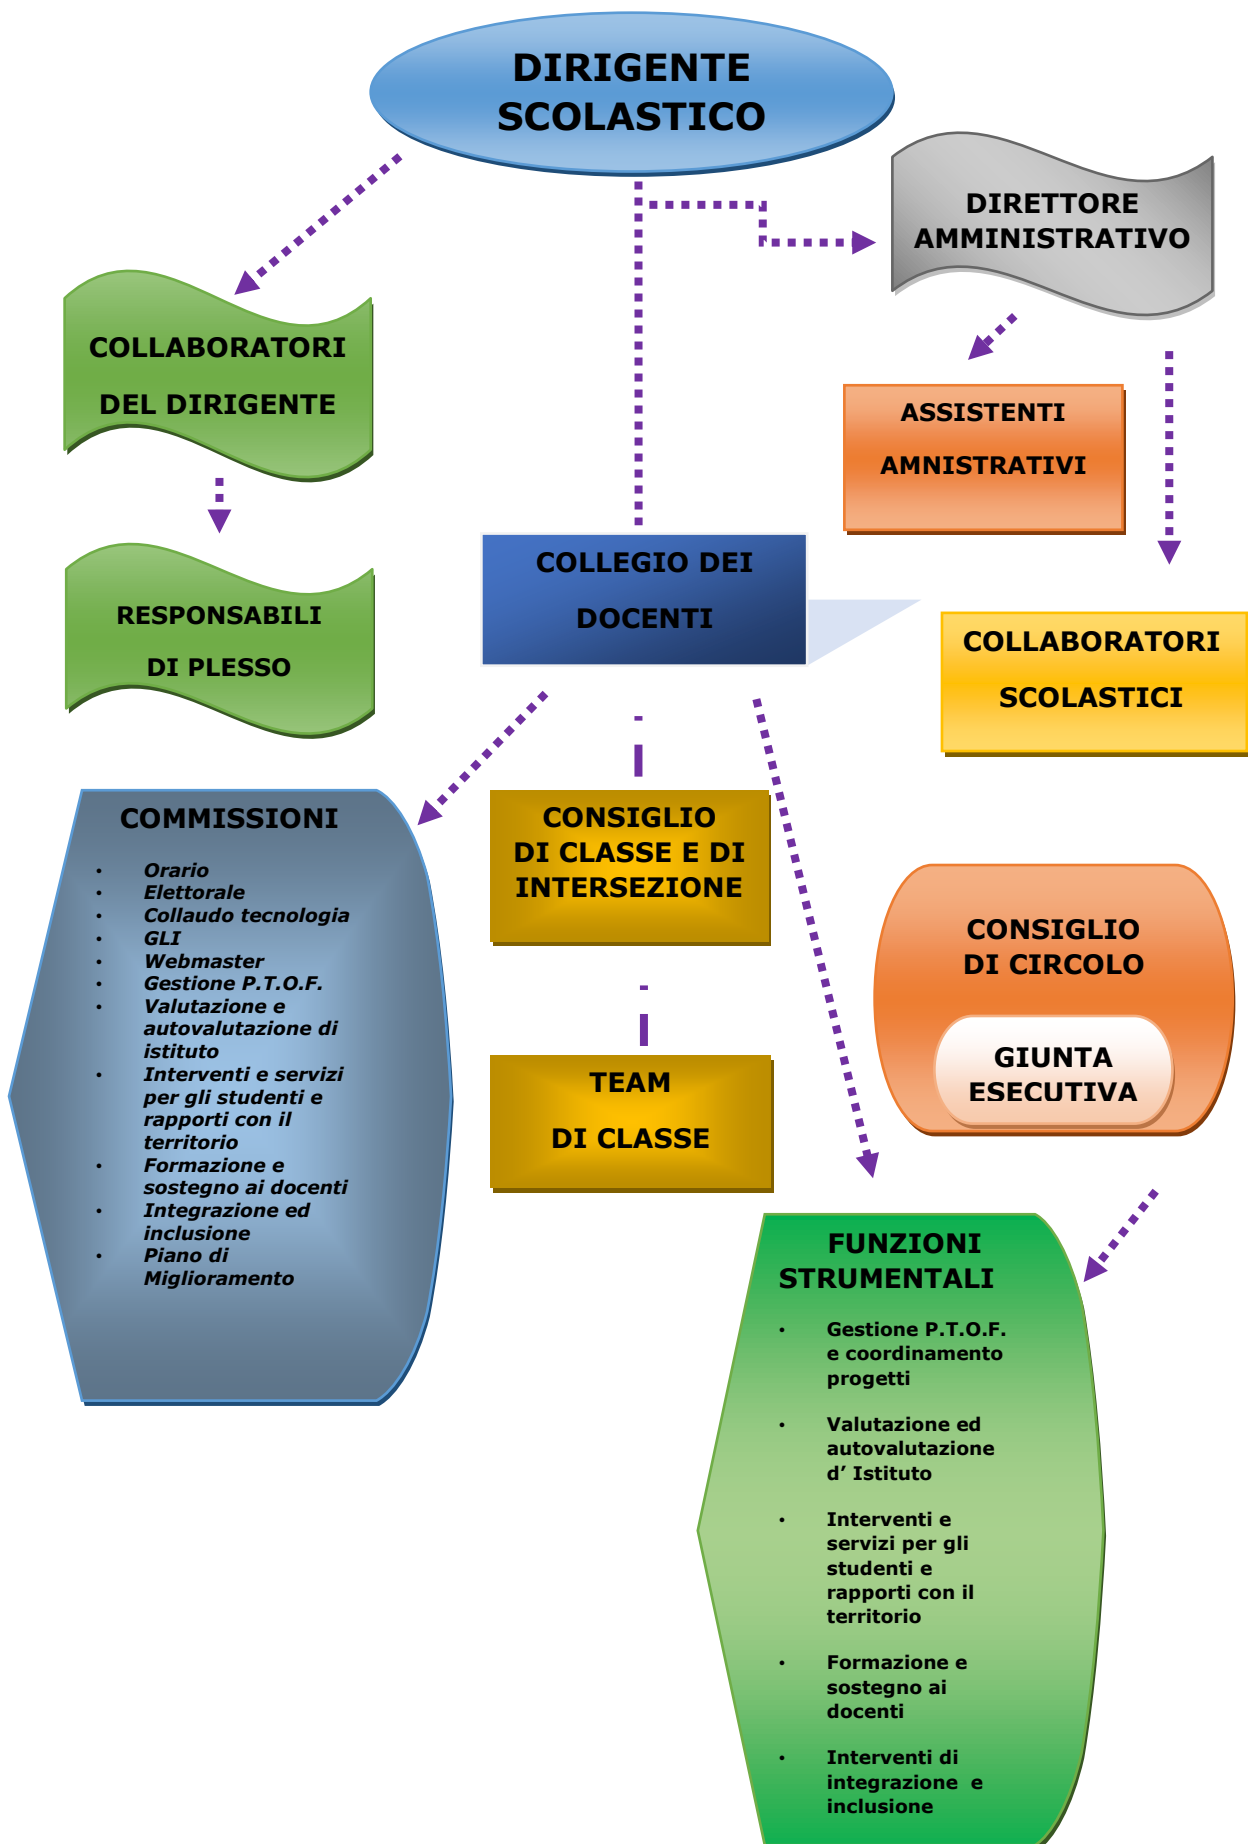 DIRIGENTE
SCOLASTICO
DIRETTORE
AMMINISTRATIVO
COLLABORATORI
DEL DIRIGENTE
ASSISTENTI
AMNISTRATIVI
COLLEGIO DEI
DOCENTI
RESPONSABILI
DI PLESSO
COLLABORATORI
SCOLASTICI
COMMISSIONI
• Orario
• Elettorale
• Collaudo tecnologia
• GLI
• Webmaster
• Gestione P.T.O.F.
• Valutazione e
autovalutazione di
istituto
• Interventi e servizi
per gli studenti e
rapporti con il
territorio
• Formazione e
sostegno ai docenti
• Integrazione ed
inclusione
• Piano di
Miglioramento
CONSIGLIO
DI CLASSE E DI
INTERSEZIONE
TEAM
DI CLASSE
CONSIGLIO
DI CIRCOLO
GIUNTA
ESECUTIVA
FUNZIONI
STRUMENTALI
• Gestione P.T.O.F.
e coordinamento
progetti
• Valutazione ed
autovalutazione
d’ Istituto
• Interventi e
servizi per gli
studenti e
rapporti con il
territorio
• Formazione e
sostegno ai
docenti
• Interventi di
integrazione e
inclusione